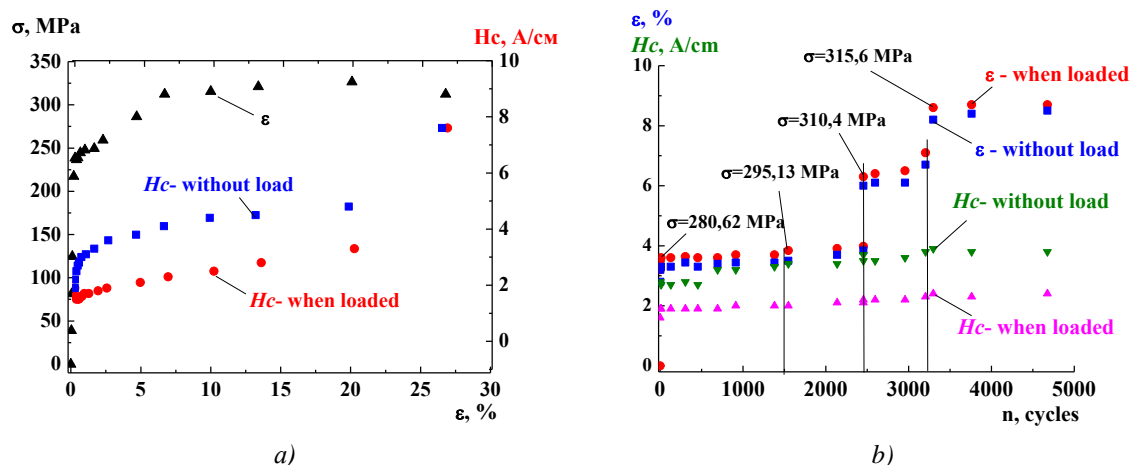 σ, MPa
Hc, A/см
350
300
250
200
150
100
50
0
10
8
6
4
2
0
ε
Hc- without load
Hc- when loaded
0
5
10
15
20
25
30
ε, %
a)
ε, %
Hc, A/cm
10
8
6
4
2
0
σ=315,6 MPa
σ=310,4 MPa
σ=295,13 MPa
σ=280,62 MPa
ε - when loaded
ε - without load
Hc- without load
Hc- when loaded
0
1000
2000
3000
4000
5000
n, cycles
b)